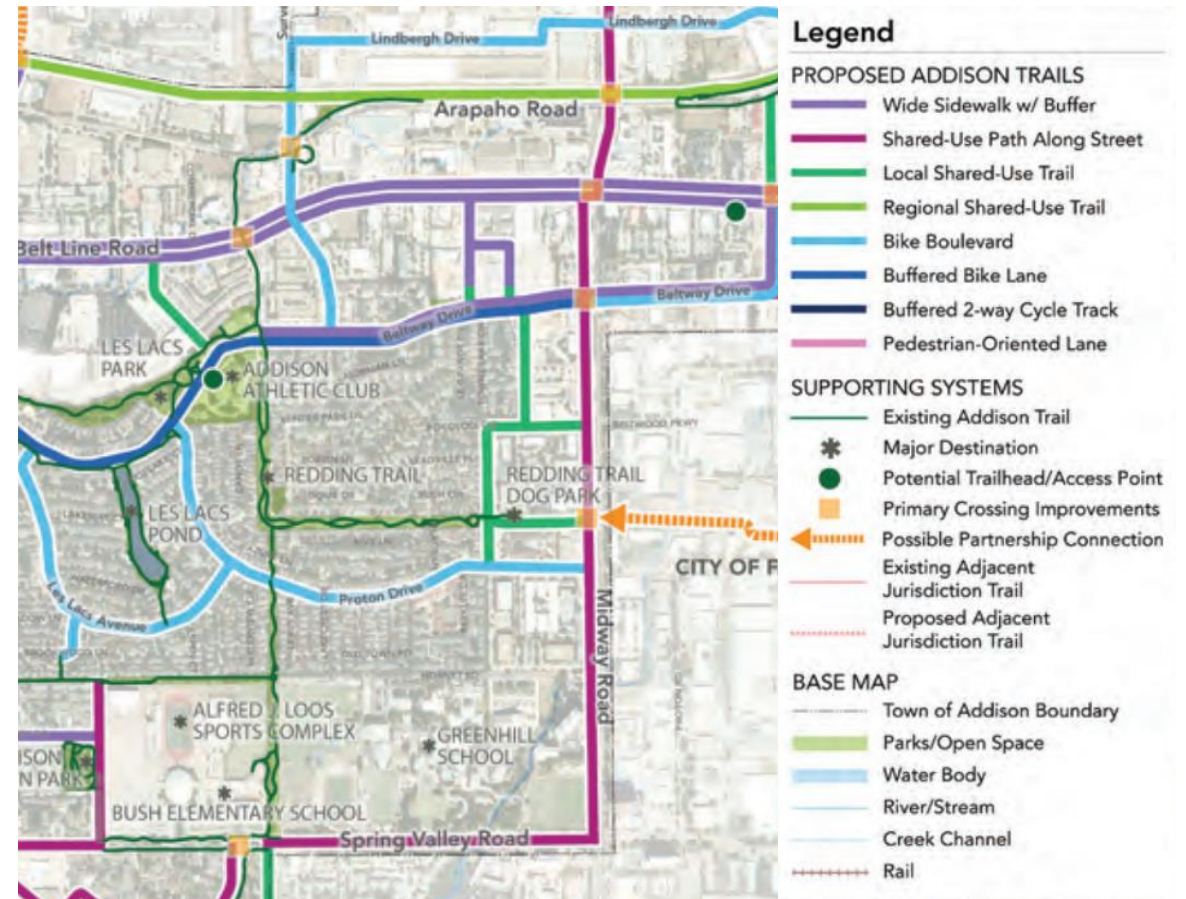 Surve
Lindbergh Drive
Lindbergh Drive
Arapaho Road
Belt Line Road
Beltway Drive
Beltway Drive
LES LACS
PARK
ADDISON
ATHLETIC CLUB
REDDING TRAIL
REDDING TRAIL
DOG PARK
LES LACS
POND
CITY OF F
Les Lacs Avenue
Proton Drive
Midway Road
ALFRED J LOOS
SPORTS COMPLEX
GREENHILL
SCHOOL
ISON
N PARK
BUSH ELEMENTARY SCHOOL
Spring Valley Road
Legend
PROPOSED ADDISON TRAILS
Wide Sidewalk w/ Buffer
Shared-Use Path Along Street
Local Shared-Use Trail
Regional Shared-Use Trail
Bike Boulevard
Buffered Bike Lane
Buffered 2-way Cycle Track
Pedestrian-Oriented Lane
SUPPORTING SYSTEMS
Existing Addison Trail
Major Destination
Potential Trailhead/Access Point
Primary Crossing Improvements
Possible Partnership Connection
Existing Adjacent
Jurisdiction Trail
Proposed Adjacent
Jurisdiction Trail
BASE MAP
Town of Addison Boundary
Parks/Open Space
Water Body
River/Stream
Creek Channel
Rail